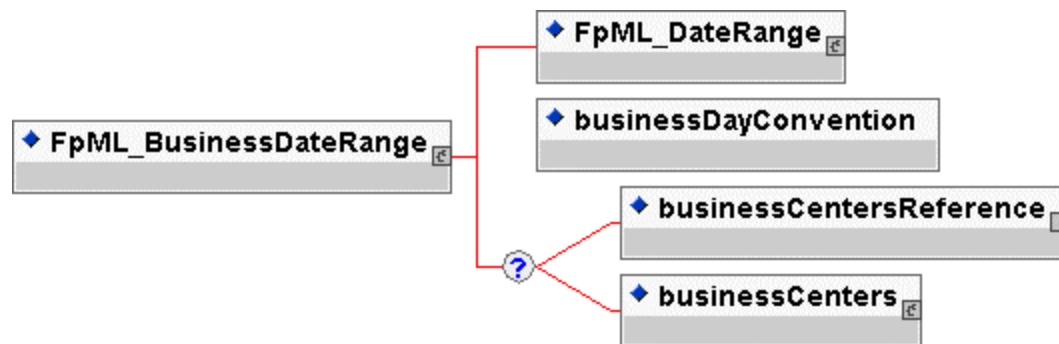 FpML_DateRange
businessDayConvention
FpML_BusinessDateRange
businessCentersReference
?
businessCenters